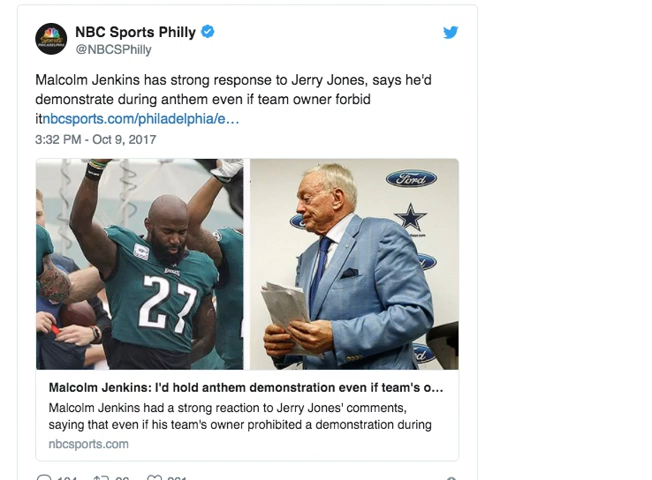 NBC Sports Philly
@NBCSPhilly
Malcolm Jenkins has strong response to Jerry Jones, says he'd
demonstrate during anthem even if team owner forbid
itnbcsports.com/philadelphia/e…
3:32 PM - Oct 9, 2017
27
Ford
Malcolm Jenkins: I'd hold anthem demonstration even if team's o…
Malcolm Jenkins had a strong reaction to Jerry Jones' comments,
saying that even if his team's owner prohibited a demonstration during
nbcsports.com